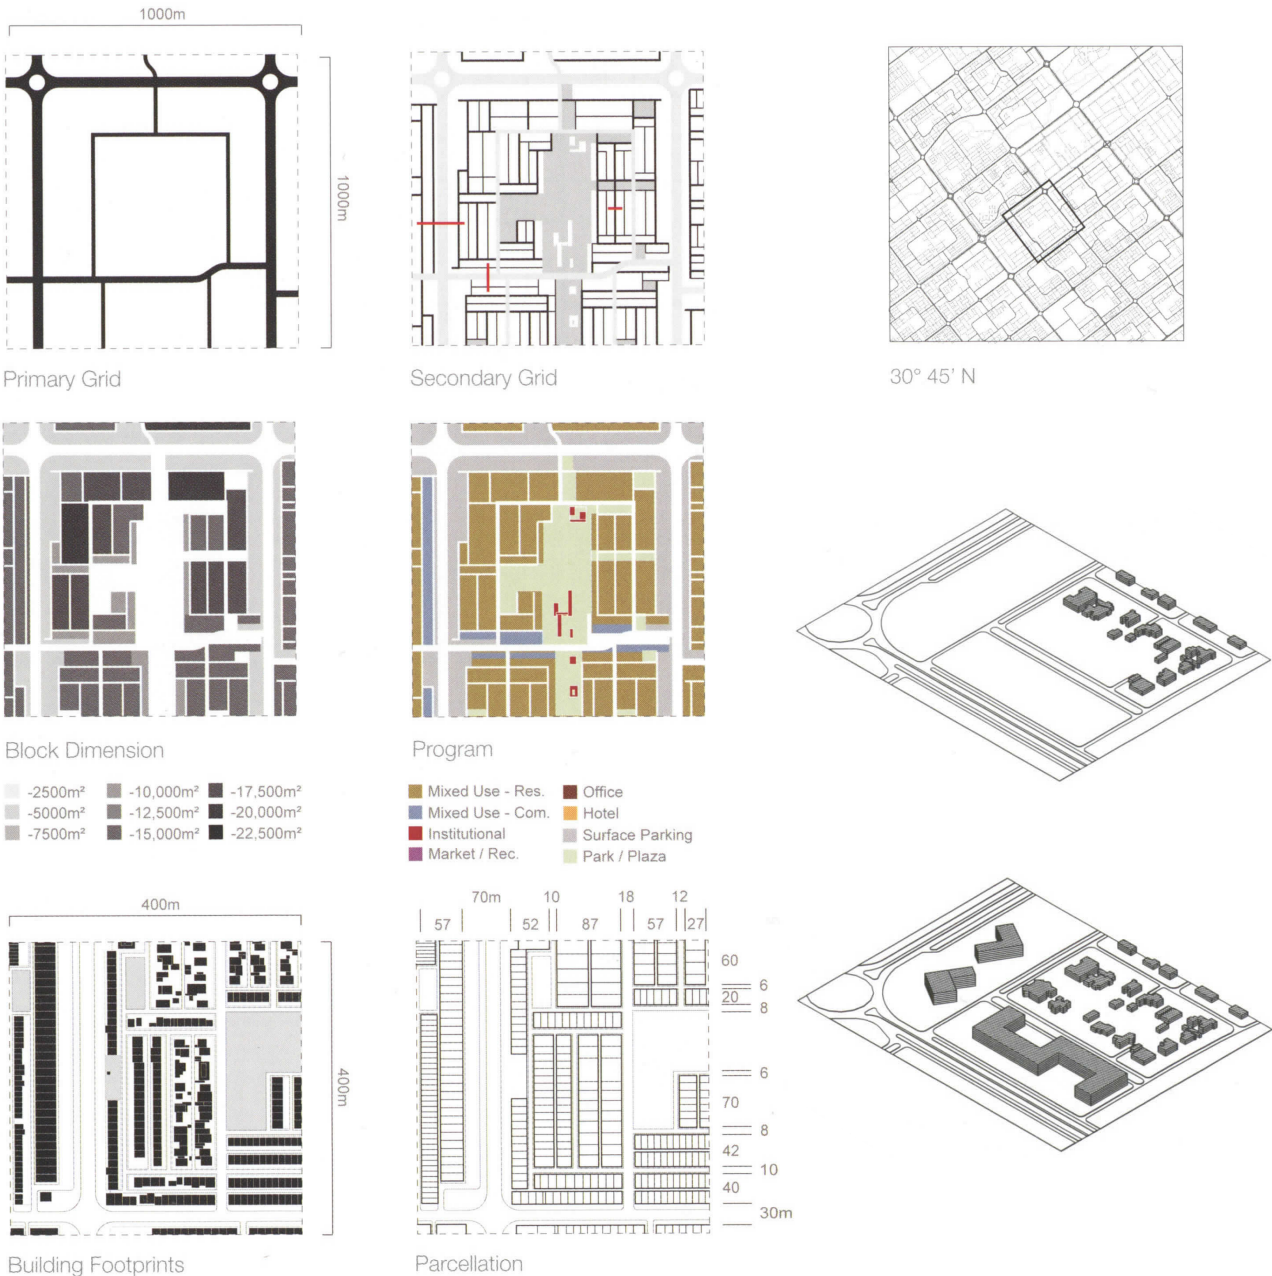 1000m
1000m
Primary Grid
Secondary Grid
30° 45' N
Block Dimension
-2500m²
-5000m²
-7500m²
-10,000m²
-12,500m²
-15,000m²
-17,500m²
-20,000m²
-22,500m²
Program
Mixed Use - Res.
Mixed Use - Com.
Institutional
Market / Rec.
Office
Hotel
Surface Parking
Park / Plaza
400m
400m
Building Footprints
70m 10 18 12
57 52 87 57 27
60
6
20
8
6
70
8
42
10
40
30m
Parcellation